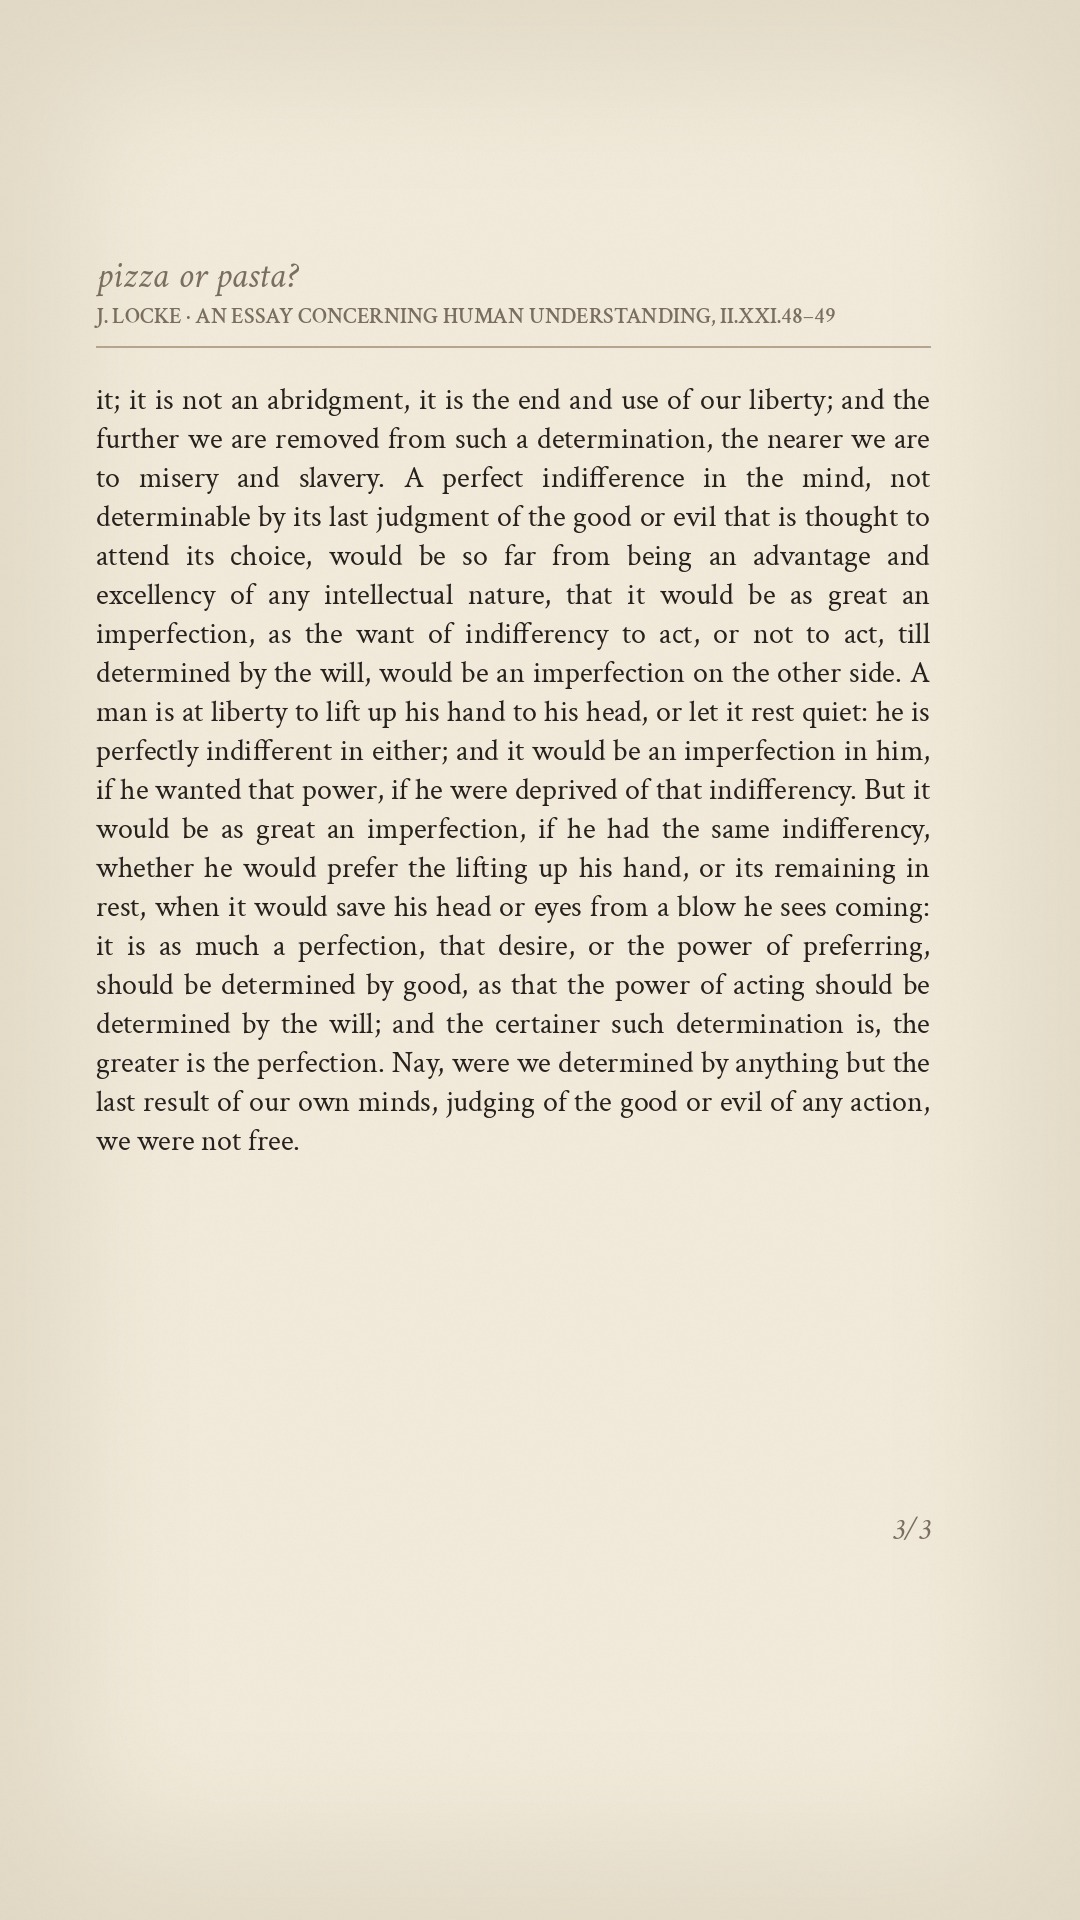 pizza or pasta?
J. LOCKE · AN ESSAY CONCERNING HUMAN UNDERSTANDING, II.XXI.48–49
it; it is not an abridgment, it is the end and use of our liberty; and the
further we are removed from such a determination, the nearer we are
to misery and slavery. A perfect indifference in the mind, not
determinable by its last judgment of the good or evil that is thought to
attend its choice, would be so far from being an advantage and
excellency of any intellectual nature, that it would be as great an
imperfection, as the want of indifferency to act, or not to act, till
determined by the will, would be an imperfection on the other side. A
man is at liberty to lift up his hand to his head, or let it rest quiet: he is
perfectly indifferent in either; and it would be an imperfection in him,
if he wanted that power, if he were deprived of that indifferency. But it
would be as great an imperfection, if he had the same indifferency,
whether he would prefer the lifting up his hand, or its remaining in
rest, when it would save his head or eyes from a blow he sees coming:
it is as much a perfection, that desire, or the power of preferring,
should be determined by good, as that the power of acting should be
determined by the will; and the certainer such determination is, the
greater is the perfection. Nay, were we determined by anything but the
last result of our own minds, judging of the good or evil of any action,
we were not free.
3/3